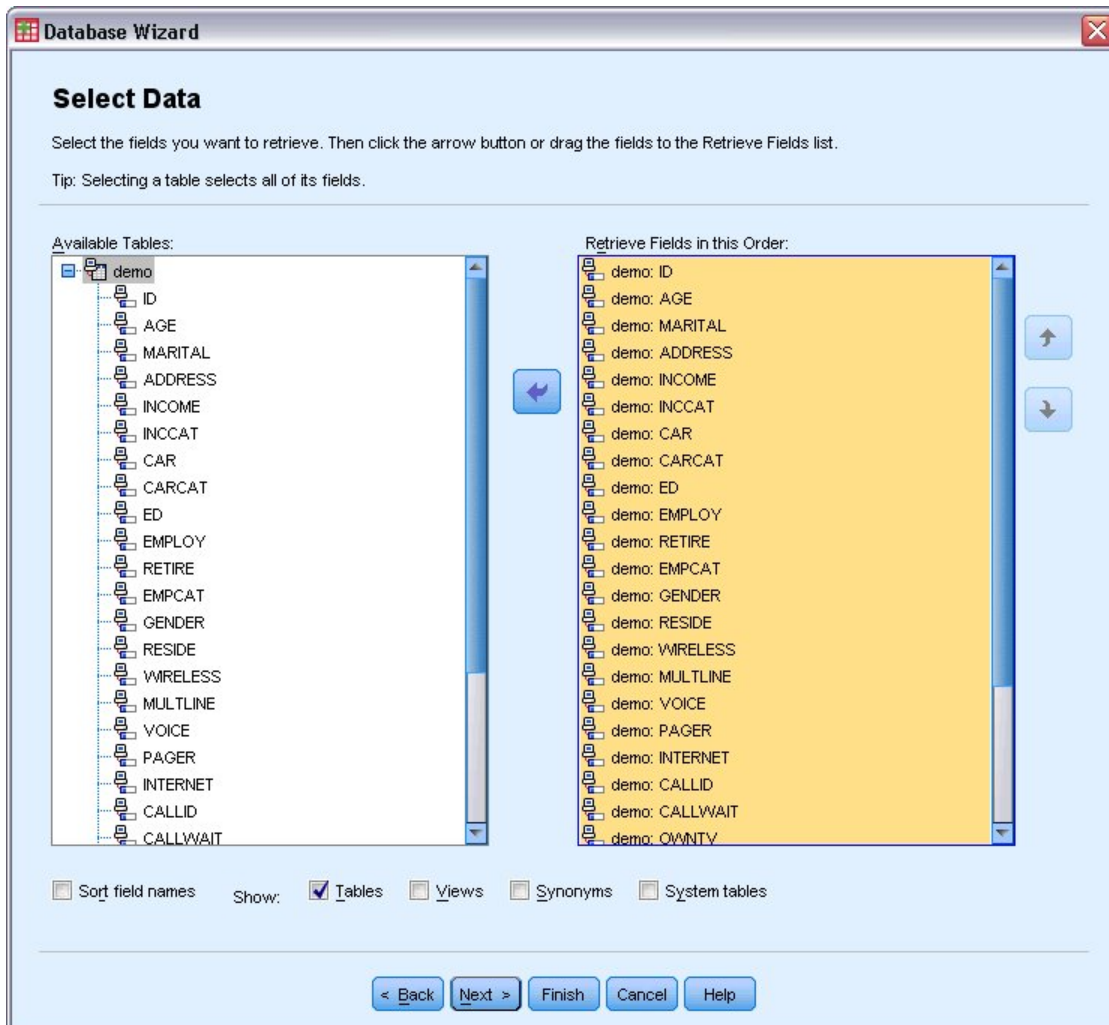 Database Wizard
Select Data
Select the fields you want to retrieve. Then click the arrow button or drag the fields to the Retrieve Fields list.
Tip: Selecting a table selects all of its fields.
Available Tables:
demo
ID
AGE
MARITAL
ADDRESS
INCOME
INCCAT
CAR
CARCAT
ED
EMPLOY
RETIRE
EMPCAT
GENDER
RESIDE
WIRELESS
MULTLINE
VOICE
PAGER
INTERNET
CALLID
CALLWAIT
Retrieve Fields in this Order:
demo: ID
demo: AGE
demo: MARITAL
demo: ADDRESS
demo: INCOME
demo: INCCAT
demo: CAR
demo: CARCAT
demo: ED
demo: EMPLOY
demo: RETIRE
demo: EMPCAT
demo: GENDER
demo: RESIDE
demo: WIRELESS
demo: MULTLINE
demo: VOICE
demo: PAGER
demo: INTERNET
demo: CALLID
demo: CALLWAIT
demo: OWNTV
Sort field names Show: Tables Views Synonyms System tables
< Back Next > Finish Cancel Help